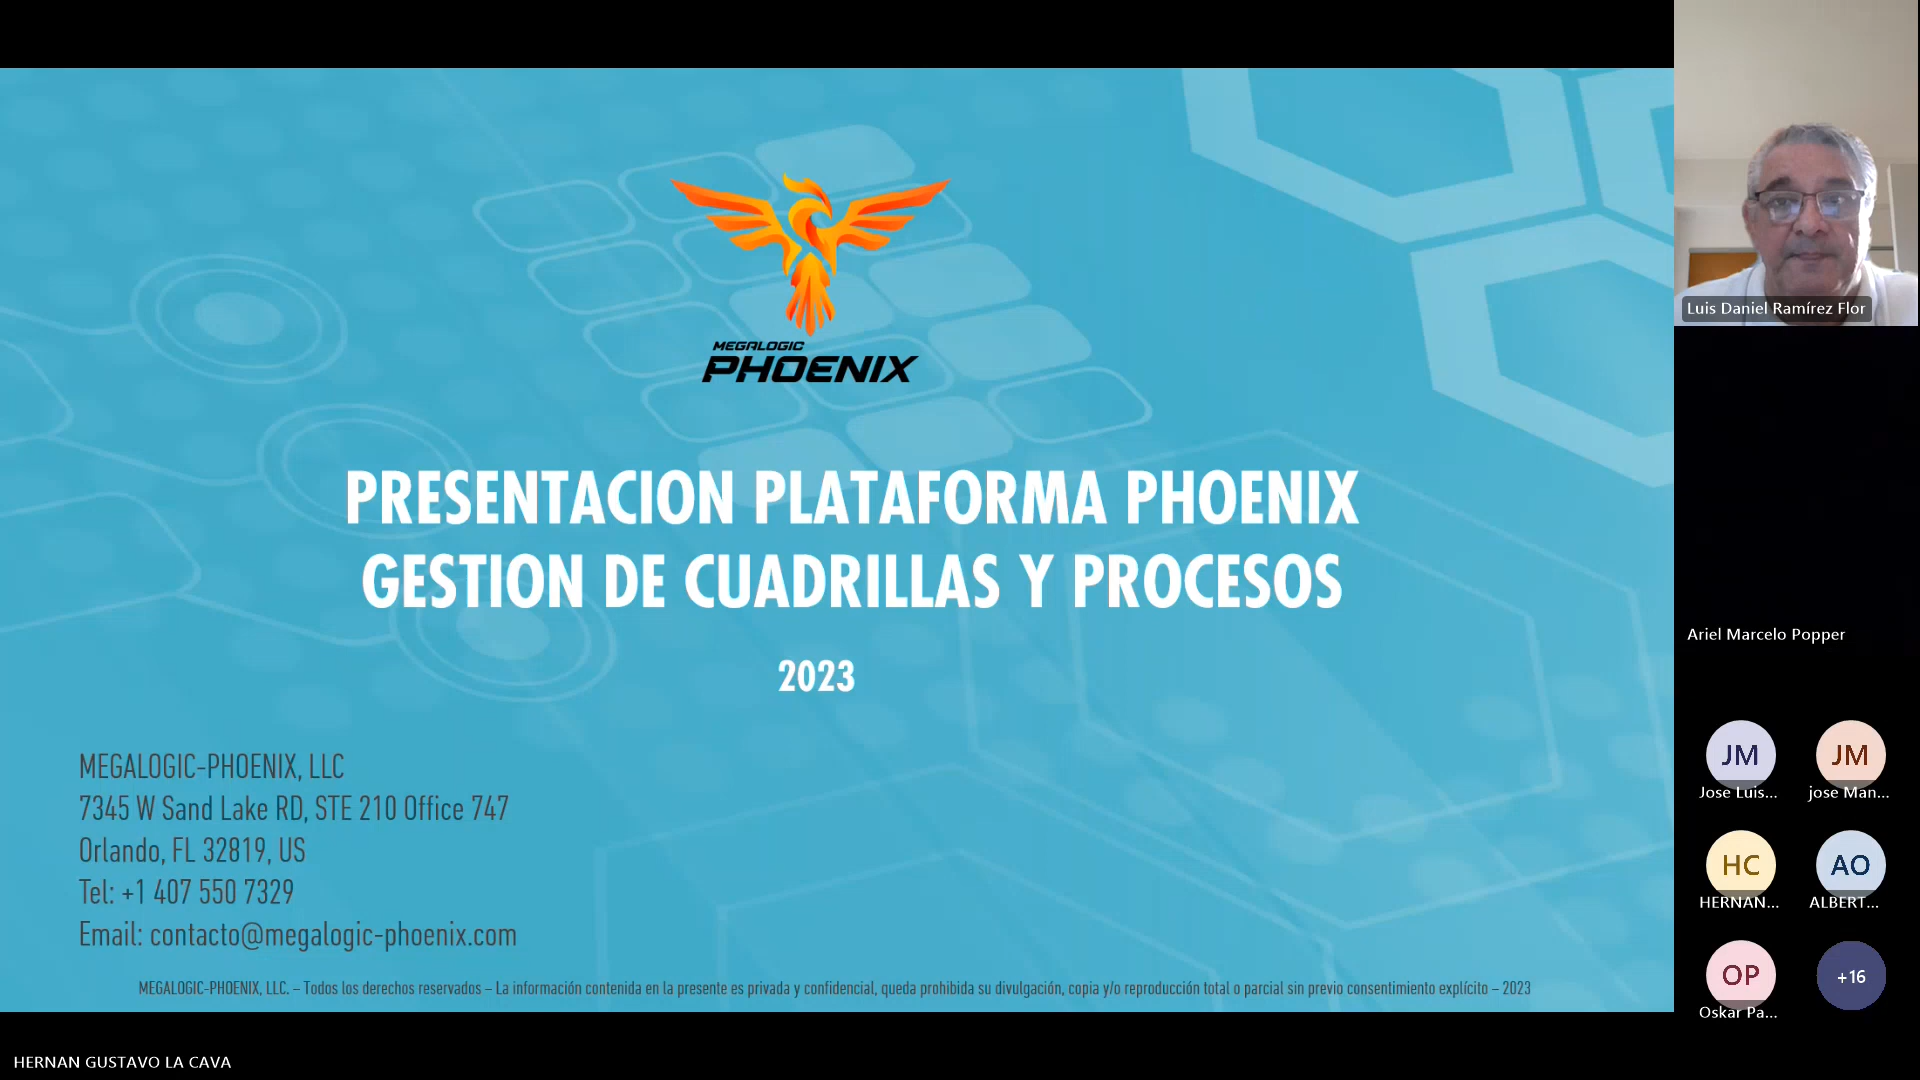 MEGALOGIC
PHOENIX
PRESENTACION PLATAFORMA PHOENIX
GESTION DE CUADRILLAS Y PROCESOS
2023
MEGALOGIC-PHOENIX, LLC
7345 W Sand Lake RD, STE 210 Office 747
Orlando, FL 32819, US
Tel: +1 407 550 7329
Email: contacto@megalogic-phoenix.com
MEGALOGIC-PHOENIX, LLC. – Todos los derechos reservados – La información contenida en la presente es privada y confidencial, queda prohibida su divulgación, copia y/o reproducción total o parcial sin previo consentimiento explícito – 2023
HERNAN GUSTAVO LA CAVA
Luis Daniel Ramírez Flor
Ariel Marcelo Popper
JM
Jose Luis...
JM
jose Man...
HC
HERNAN...
AO
ALBERT...
OP
Oskar Pa...
+16